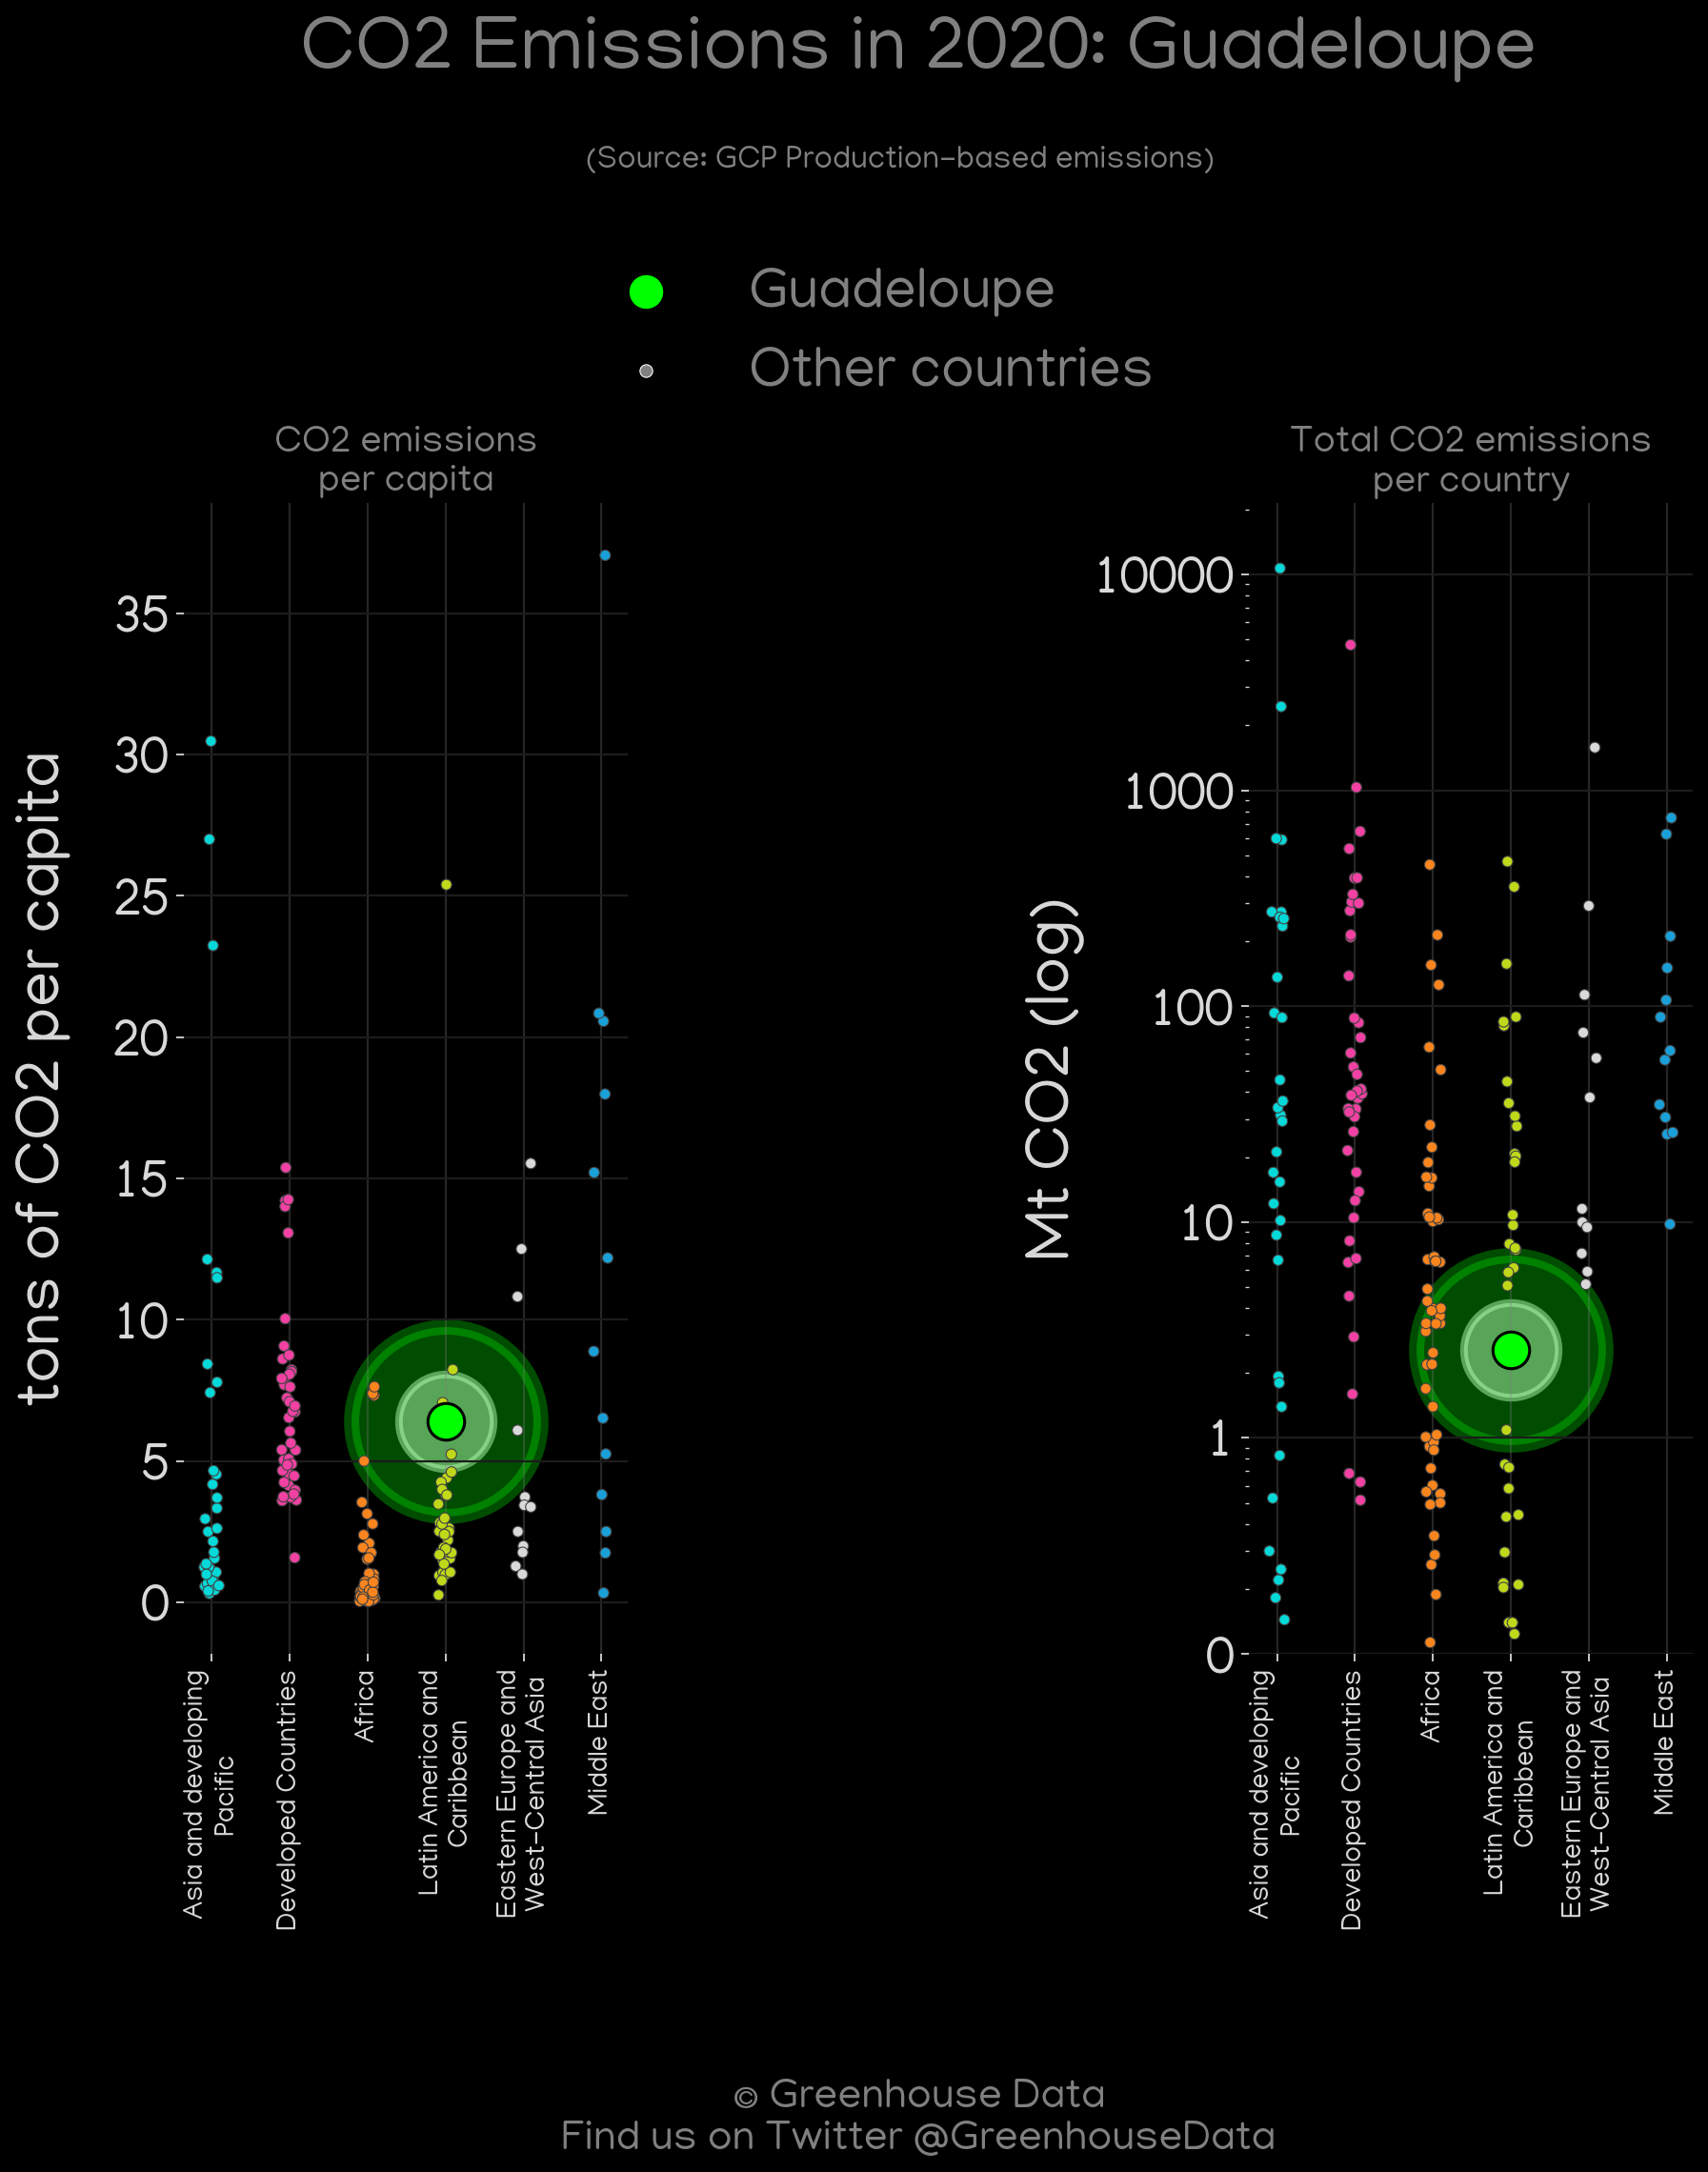 CO2 Emissions in 2020: Guadeloupe
(Source: GCP Production-based emissions)
Guadeloupe
Other countries
CO2 emissions
per capita
tons of CO2 per capita
35
30
25
20
15
10
5
0
Asia and developing
Pacific
Developed Countries
Africa
Latin America and
Caribbean
Eastern Europe and
West-Central Asia
Middle East
Total CO2 emissions
per country
Mt CO2 (log)
10000
1000
100
10
1
0
Asia and developing
Pacific
Developed Countries
Africa
Latin America and
Caribbean
Eastern Europe and
West-Central Asia
Middle East
© Greenhouse Data
Find us on Twitter @GreenhouseData